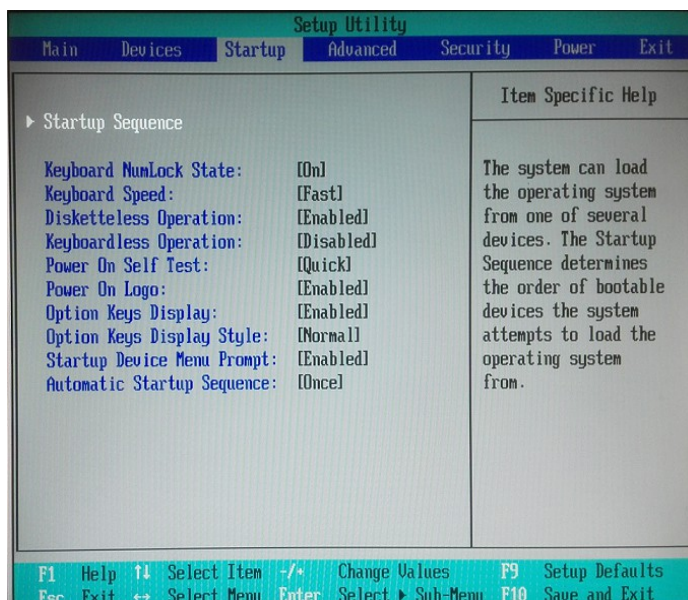 Setup Utility
Main Devices Startup Advanced Security Power Exit
Item Specific Help
▶ Startup Sequence
Keyboard NumLock State: [On]
Keyboard Speed: [Fast]
Disketteless Operation: [Enabled]
Keyboardless Operation: [Disabled]
Power On Self Test: [Quick]
Power On Logo: [Enabled]
Option Keys Display: [Enabled]
Option Keys Display Style: [Normal]
Startup Device Menu Prompt: [Enabled]
Automatic Startup Sequence: [Once]
The system can load
the operating system
from one of several
devices. The Startup
Sequence determines
the order of bootable
devices the system
attempts to load the
operating system
from.
F1 Help ↑↓ Select Item -/+ Change Values F9 Setup Defaults
Esc Exit ↔ Select Menu Enter Select ▶ Sub-Menu F10 Save and Exit